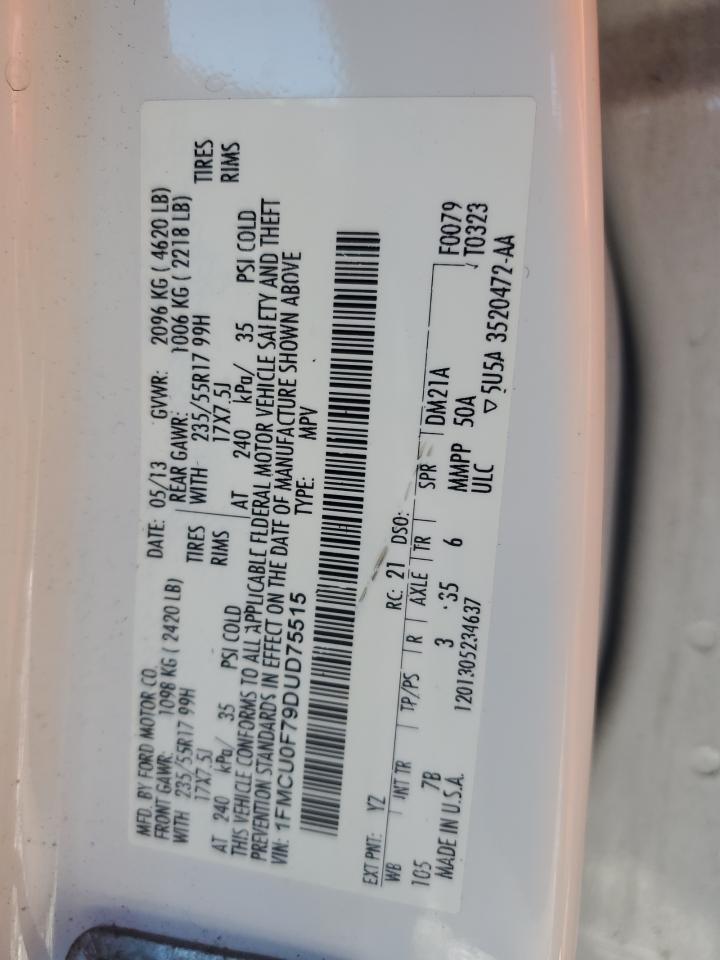 MFD. BY FORD MOTOR CO. DATE: 05/13 GVWR: 2096 KG ( 4620 LB)
FRONT GAWR: 1098 KG ( 2420 LB) REAR GAWR: 1006 KG ( 2218 LB)
WITH 235/55R17 99H TIRES WITH 235/55R17 99H TIRES
17X7.5J RIMS 17X7.5J RIMS
AT 240 kPa/ 35 PSI COLD AT 240 kPa/ 35 PSI COLD
THIS VEHICLE CONFORMS TO ALL APPLICABLE FEDERAL MOTOR VEHICLE SAFETY AND THEFT
PREVENTION STANDARDS IN EFFECT ON THE DATE OF MANUFACTURE SHOWN ABOVE
VIN: 1FMCU0F79DUD75515 TYPE: MPV
EXT PNT: YZ RC: 21 DSO: F0079
WB INT TR TP/PS R AXLE TR SPR DM21A T0323
105 7B 3 35 6 MMPP 50A
MADE IN U.S.A. ULC ▽ 5U5A 3520472-AA
1201305234637